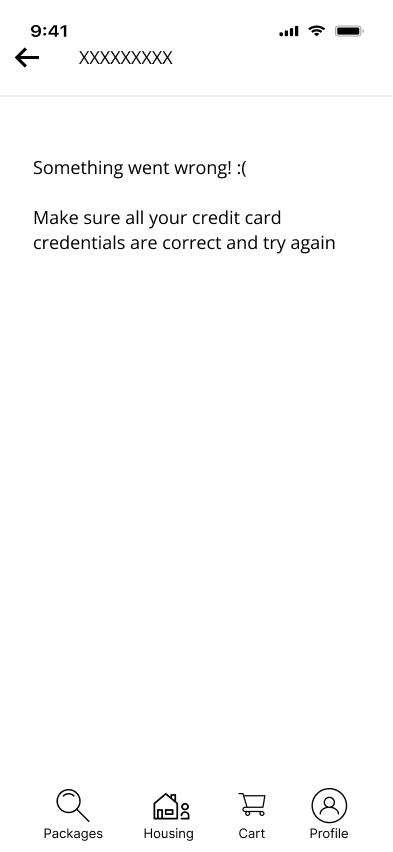 9:41
XXXXXXXXX
Something went wrong! :(
Make sure all your credit card
credentials are correct and try again
Packages
Housing
Cart
Profile